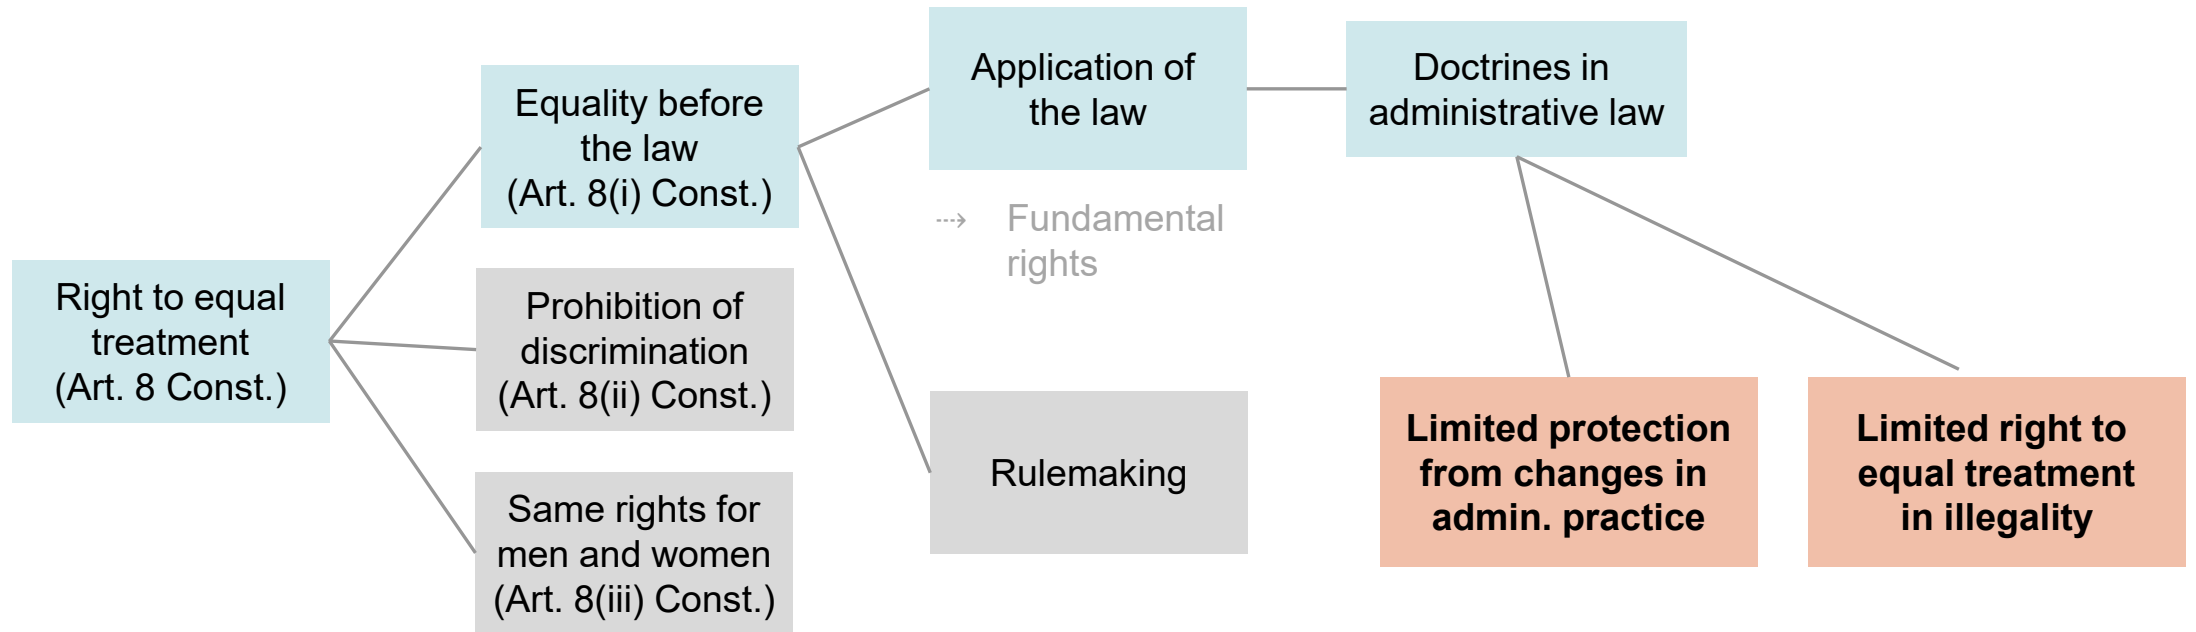 Right to equal
treatment
(Art. 8 Const.)
Equality before
the law
(Art. 8(i) Const.)
Prohibition of
discrimination
(Art. 8(ii) Const.)
Same rights for
men and women
(Art. 8(iii) Const.)
Application of
the law
⇢ Fundamental
rights
Rulemaking
Doctrines in
administrative law
Limited protection
from changes in
admin. practice
Limited right to
equal treatment
in illegality